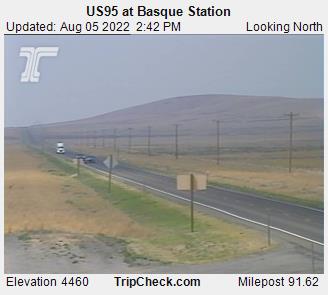 US95 at Basque Station
Updated: Aug 05 2022 2:42 PM Looking North
Elevation 4460 TripCheck.com Milepost 91.62